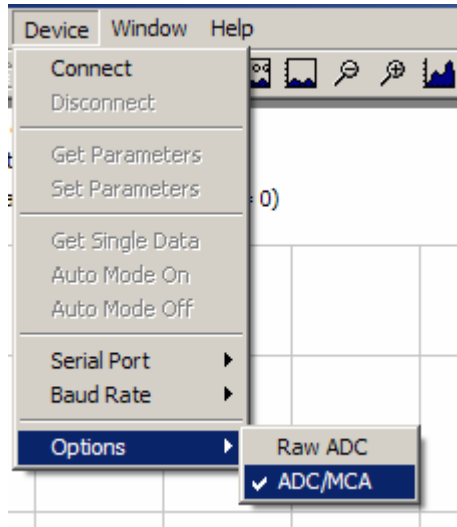 Device Window Help
Connect
Disconnect
Get Parameters
Set Parameters
= 0)
Get Single Data
Auto Mode On
Auto Mode Off
Serial Port
Baud Rate
Options
Raw ADC
ADC/MCA